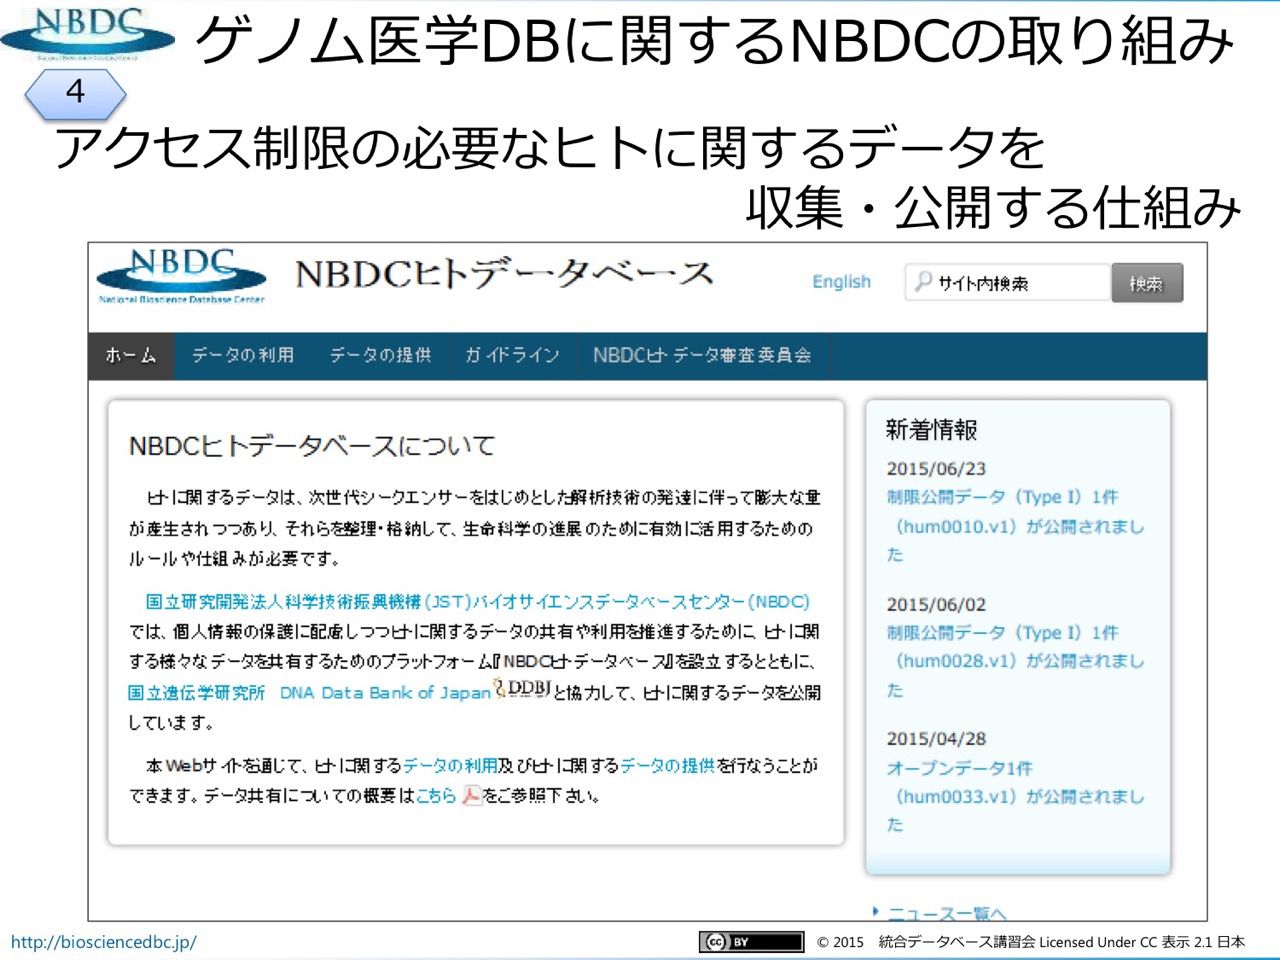 NBDC
National Bioscience Database Center
ゲノム医学DBに関するNBDCの取り組み
4
アクセス制限の必要なヒトに関するデータを
収集・公開する仕組み
NBDC
National Bioscience Database Center
NBDCヒトデータベース
English
サイト内検索
検索
ホーム
データの利用
データの提供
ガイドライン
NBDCヒトデータ審査委員会
NBDCヒトデータベースについて
ヒトに関するデータは、次世代シークエンサーをはじめとした解析技術の発達に伴って膨大な量
が産生されつつあり、それらを整理・格納して、生命科学の進展のために有効に活用するための
ルールや仕組みが必要です。
国立研究開発法人科学技術振興機構(JST)バイオサイエンスデータベースセンター(NBDC)
では、個人情報の保護に配慮しつつヒトに関するデータの共有や利用を推進するために、ヒトに関
する様々なデータを共有するためのプラットフォーム『NBDCヒトデータベース』を設立するとともに、
国立遺伝学研究所 DNA Data Bank of Japan DDBJ と協力して、ヒトに関するデータを公開
しています。
本Webサイトを通じて、ヒトに関するデータの利用及びヒトに関するデータの提供を行なうことが
できます。データ共有についての概要はこちら をご参照下さい。
新着情報
2015/06/23
制限公開データ（Type I）1件
（hum0010.v1）が公開されまし
た
2015/06/02
制限公開データ（Type I）1件
（hum0028.v1）が公開されまし
た
2015/04/28
オープンデータ1件
（hum0033.v1）が公開されまし
た
ニュース一覧へ
http://biosciencedbc.jp/
cc BY
© 2015 統合データベース講習会 Licensed Under CC 表示 2.1 日本